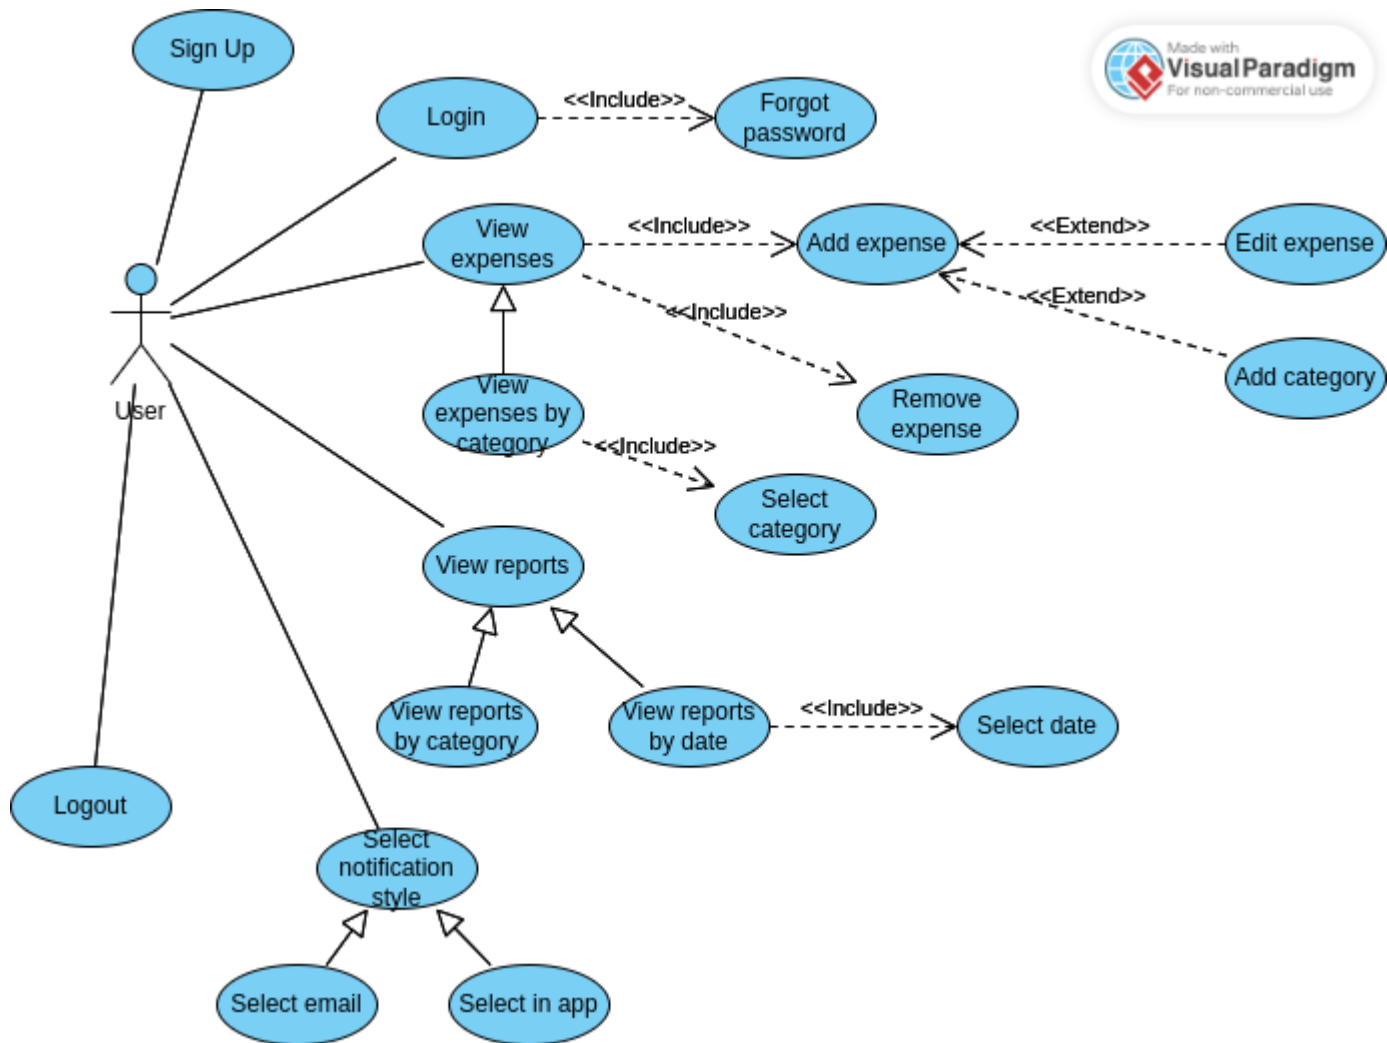 Sign Up
Made with
Visual Paradigm
For non-commercial use
Login
<<Include>>
Forgot
password
View
expenses
<<Include>>
Add expense
<<Extend>>
Edit expense
<<Include>>
<<Extend>>
Add category
User
View
expenses by
category
Remove
expense
<<Include>>
Select
category
View reports
View reports
by category
View reports
by date
<<Include>>
Select date
Logout
Select
notification
style
Select email
Select in app